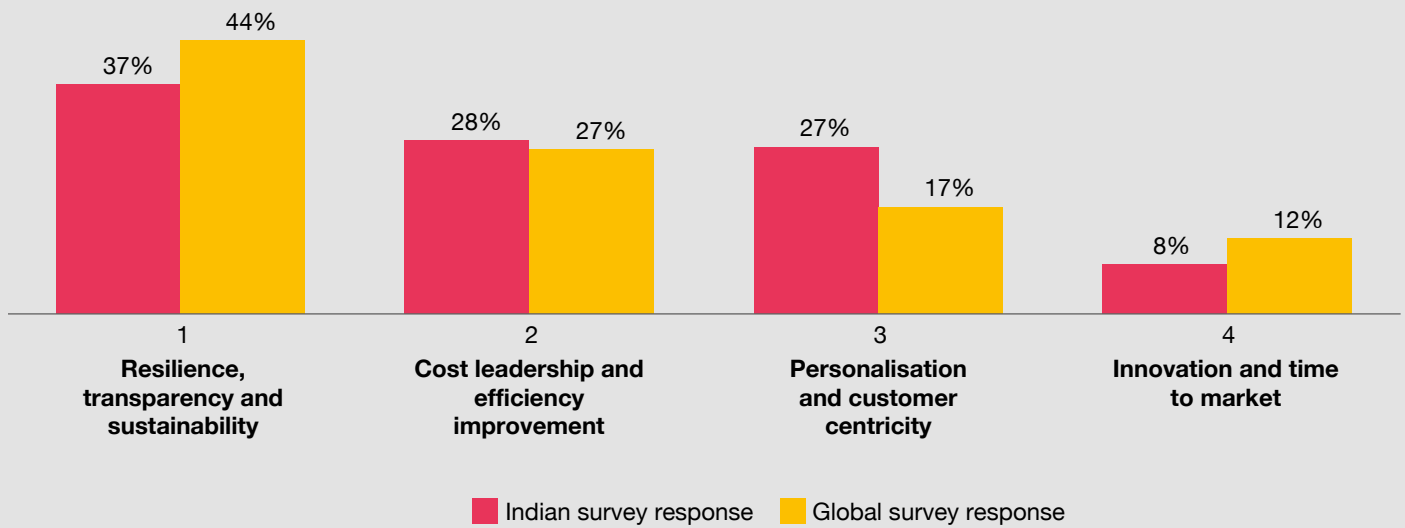 44%
37%
28%
27%
27%
17%
8%
12%
1
Resilience,
transparency and
sustainability
2
Cost leadership and
efficiency
improvement
3
Personalisation
and customer
centricity
4
Innovation and time
to market
Indian survey response
Global survey response